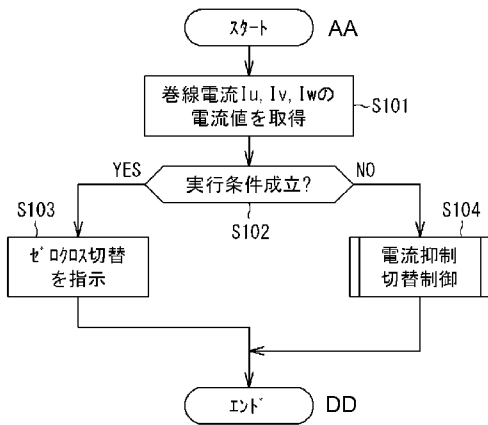 ｽﾀｰﾄ AA
巻線電流Iu, Iv, Iwの
電流値を取得
S101
YES
実行条件成立?
NO
S102
S103
S104
ｾﾞﾛｸﾛｽ切替
を指示
電流抑制
切替制御
ｴﾝﾄﾞ DD